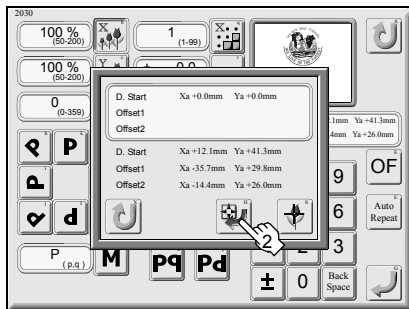 2030
100 %
(50-200)
X
1
(1-99)
X
100 %
(50-200)
Y
0
(0-359)
D. Start Xa +0.0mm Ya +0.0mm
Offset1
Offset2
D. Start Xa +12.1mm Ya +41.3mm
Offset1 Xa -35.7mm Ya +29.8mm
Offset2 Xa -14.4mm Ya +26.0mm
.1mm Ya +41.3mm
.4mm Ya +26.0mm
P
9
OF
6
Auto
Repeat
2
3
P
(p,q)
M
± 0 Back
Space